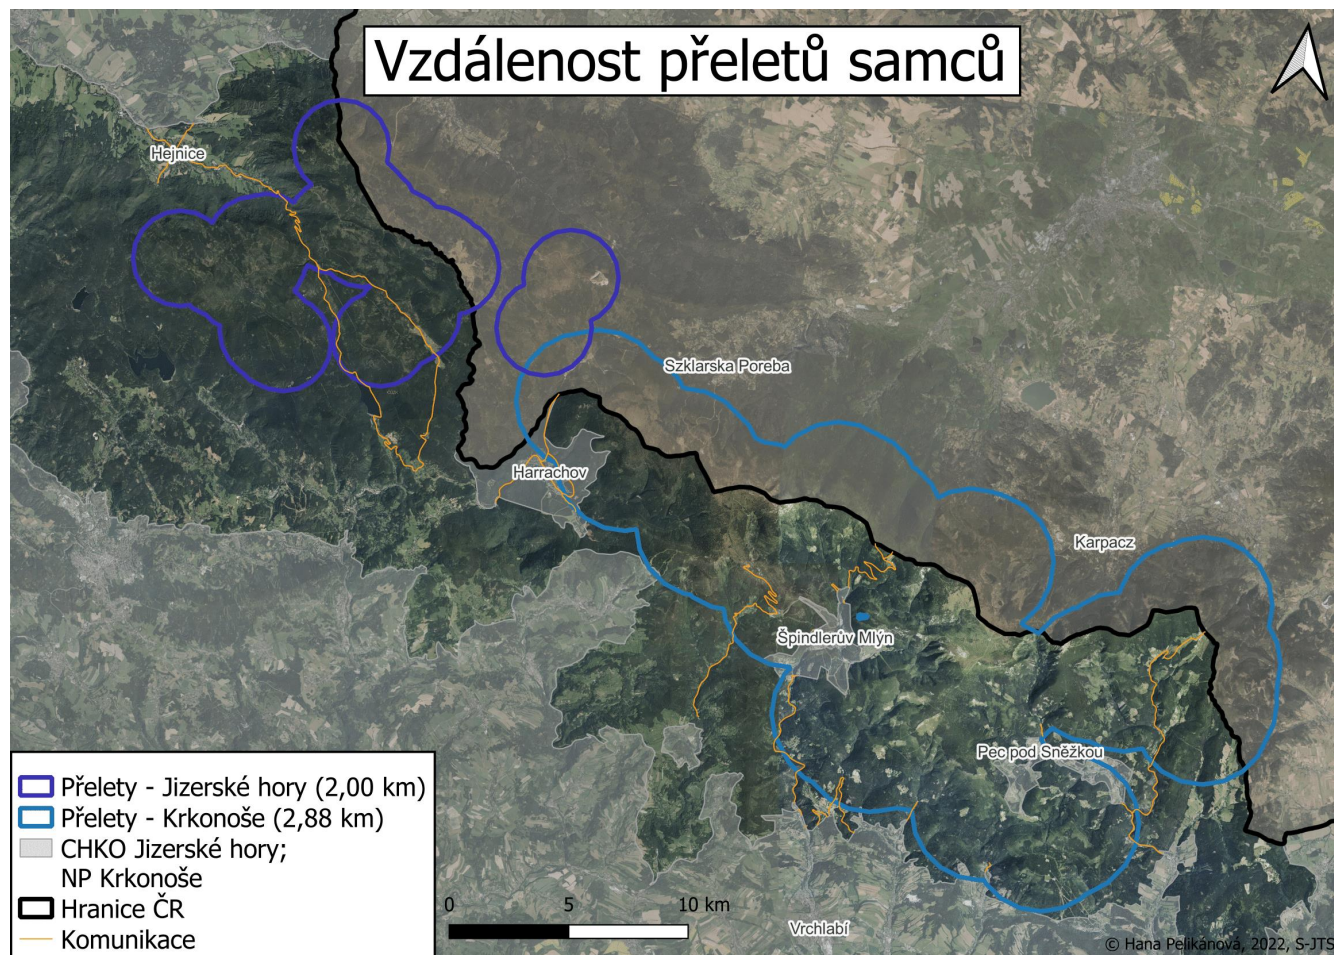 Vzdálenost přeletů samců
Hejnice
Szklarska Poreba
Harrachov
Karpacz
Špindlerův Mlýn
Pec pod Sněžkou
Přelety - Jizerské hory (2,00 km)
Přelety - Krkonoše (2,88 km)
CHKO Jizerské hory;
NP Krkonoše
Hranice ČR
Komunikace
0 5 10 km
Vrchlabí
© Hana Pelikánová, 2022, S-JTS